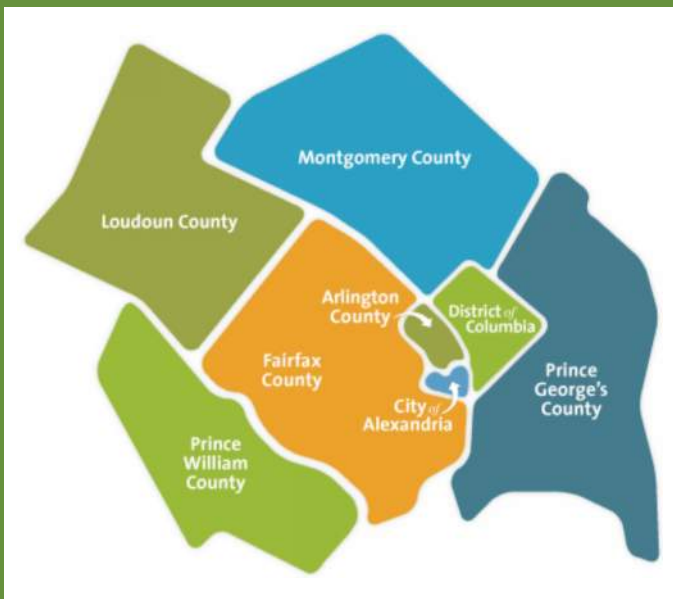 Montgomery County
Loudoun County
Arlington
County
District of
Columbia
Fairfax
County
Prince
George's
County
City of
Alexandria
Prince
William
County